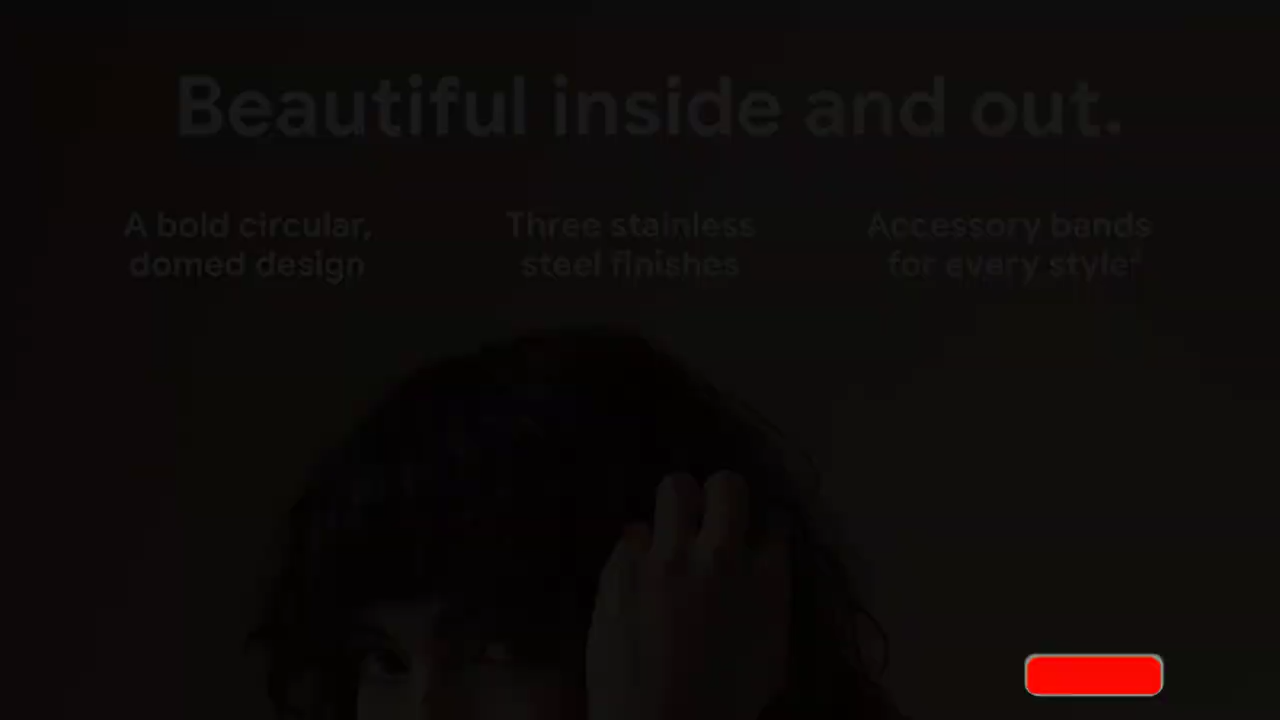 Beautiful inside and out.
A bold circular,
domed design
Three stainless
steel finishes
Accessory bands
for every style